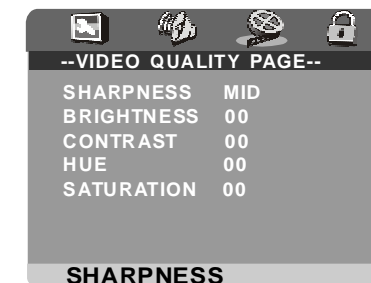 --VIDEO QUALITY PAGE--
SHARPNESS MID
BRIGHTNESS 00
CONTRAST 00
HUE 00
SATURATION 00
SHARPNESS